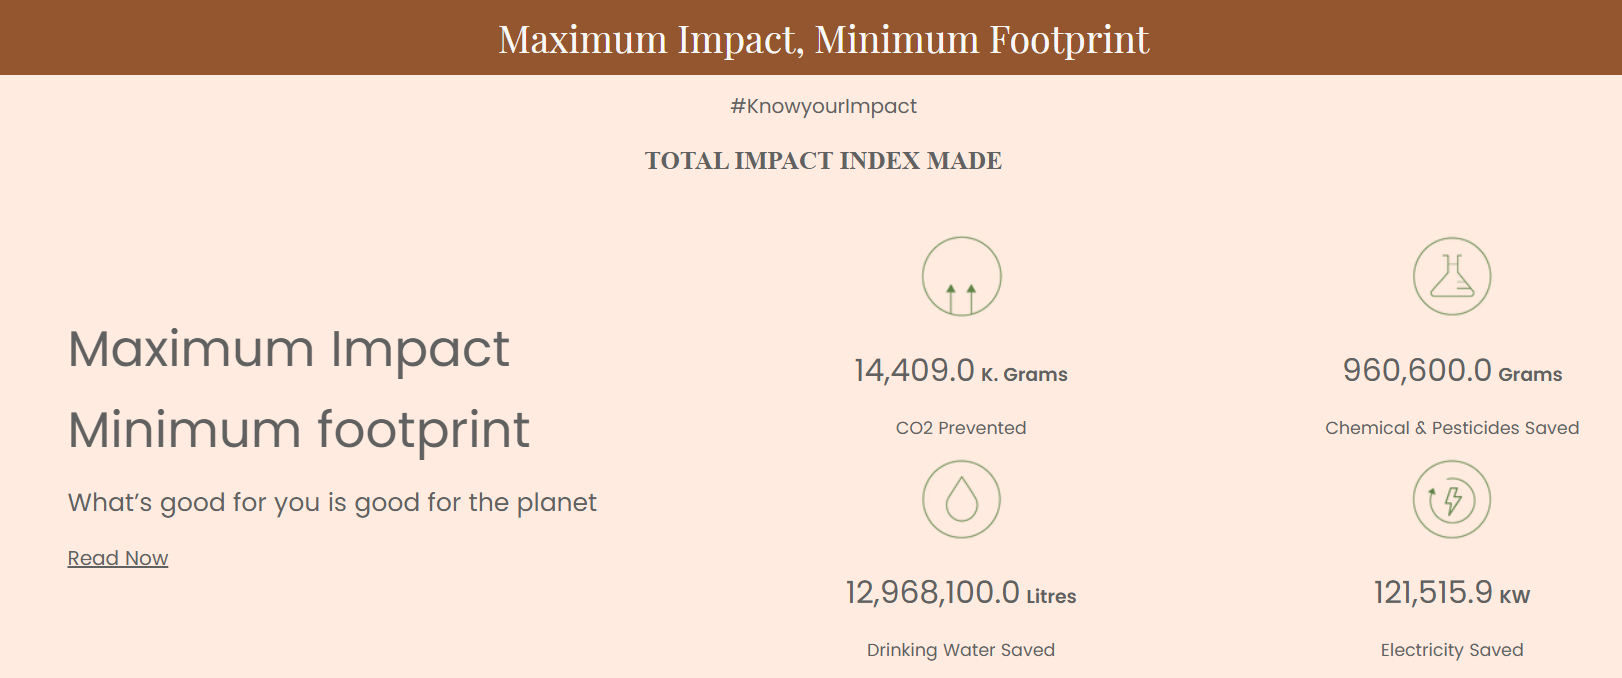 Maximum Impact, Minimum Footprint
#KnowyourImpact
TOTAL IMPACT INDEX MADE
Maximum Impact
Minimum footprint
What's good for you is good for the planet
Read Now
14,409.0 K. Grams
CO2 Prevented
960,600.0 Grams
Chemical & Pesticides Saved
12,968,100.0 Litres
Drinking Water Saved
121,515.9 KW
Electricity Saved